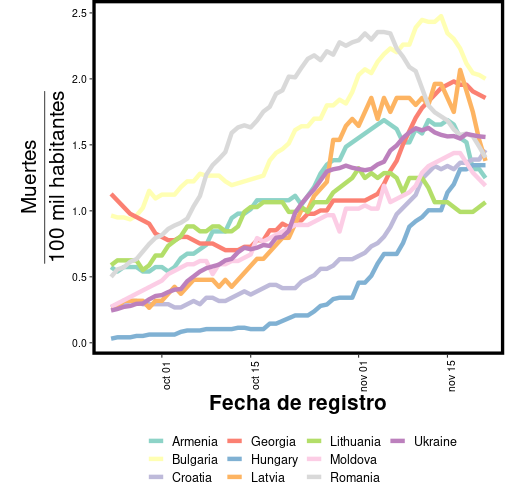 Muertes
100 mil habitantes
2.5
2.0
1.5
1.0
0.5
0.0
oct 01
oct 15
nov 01
nov 15
Fecha de registro
Armenia Georgia Lithuania Ukraine
Bulgaria Hungary Moldova
Croatia Latvia Romania